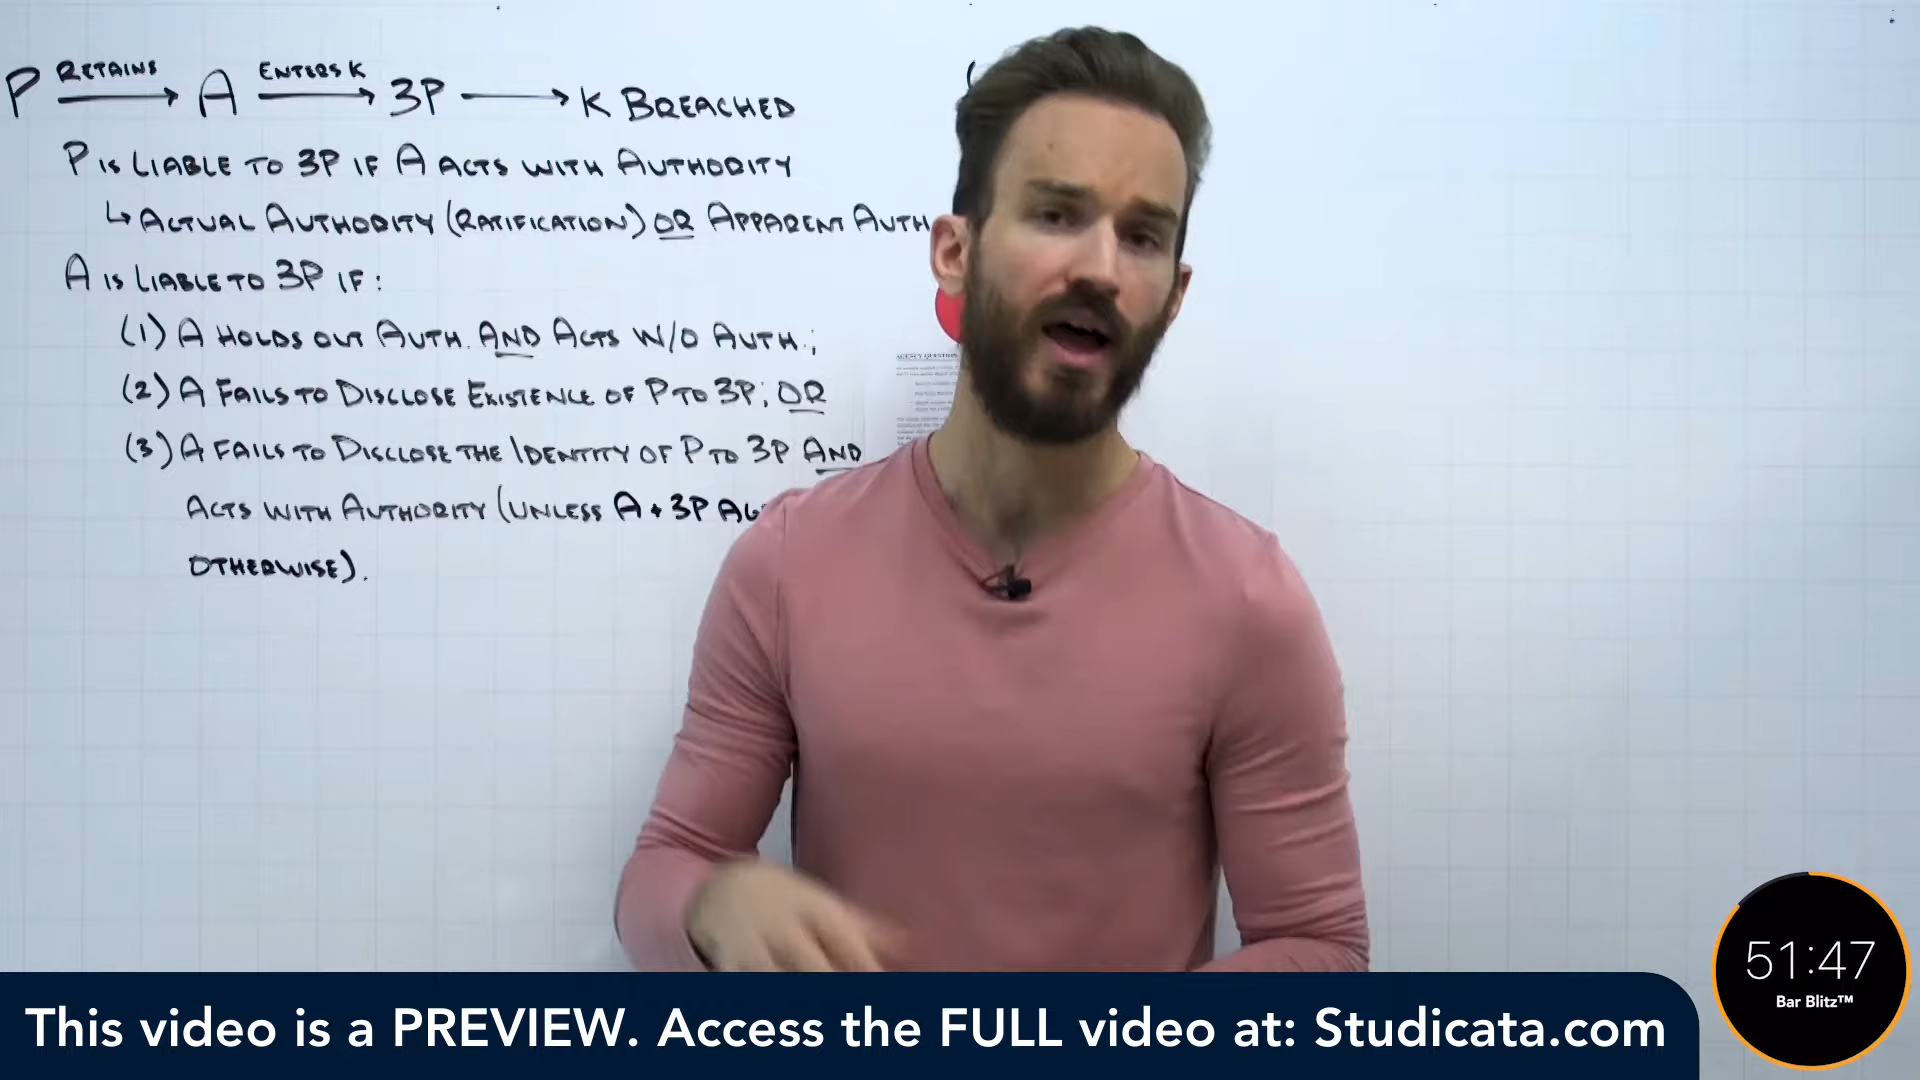 P RETAINS A ENTERS K 3P K BREACHED
P IS LIABLE TO 3P IF A ACTS WITH AUTHORITY
↳ ACTUAL AUTHORITY (RATIFICATION) OR APPARENT AUTH
A IS LIABLE TO 3P IF:
(1) A HOLDS OUT AUTH. AND ACTS W/O AUTH.;
(2) A FAILS TO DISCLOSE EXISTENCE OF P TO 3P; OR
(3) A FAILS TO DISCLOSE THE IDENTITY OF P TO 3P AND
ACTS WITH AUTHORITY (UNLESS A + 3P AG
OTHERWISE).
AGENCY QUESTION
51:47
Bar Blitz™
This video is a PREVIEW. Access the FULL video at: Studicata.com